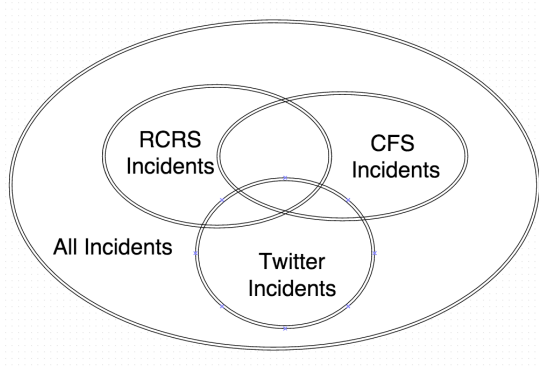 RCRS
Incidents
CFS
Incidents
All Incidents
Twitter
Incidents